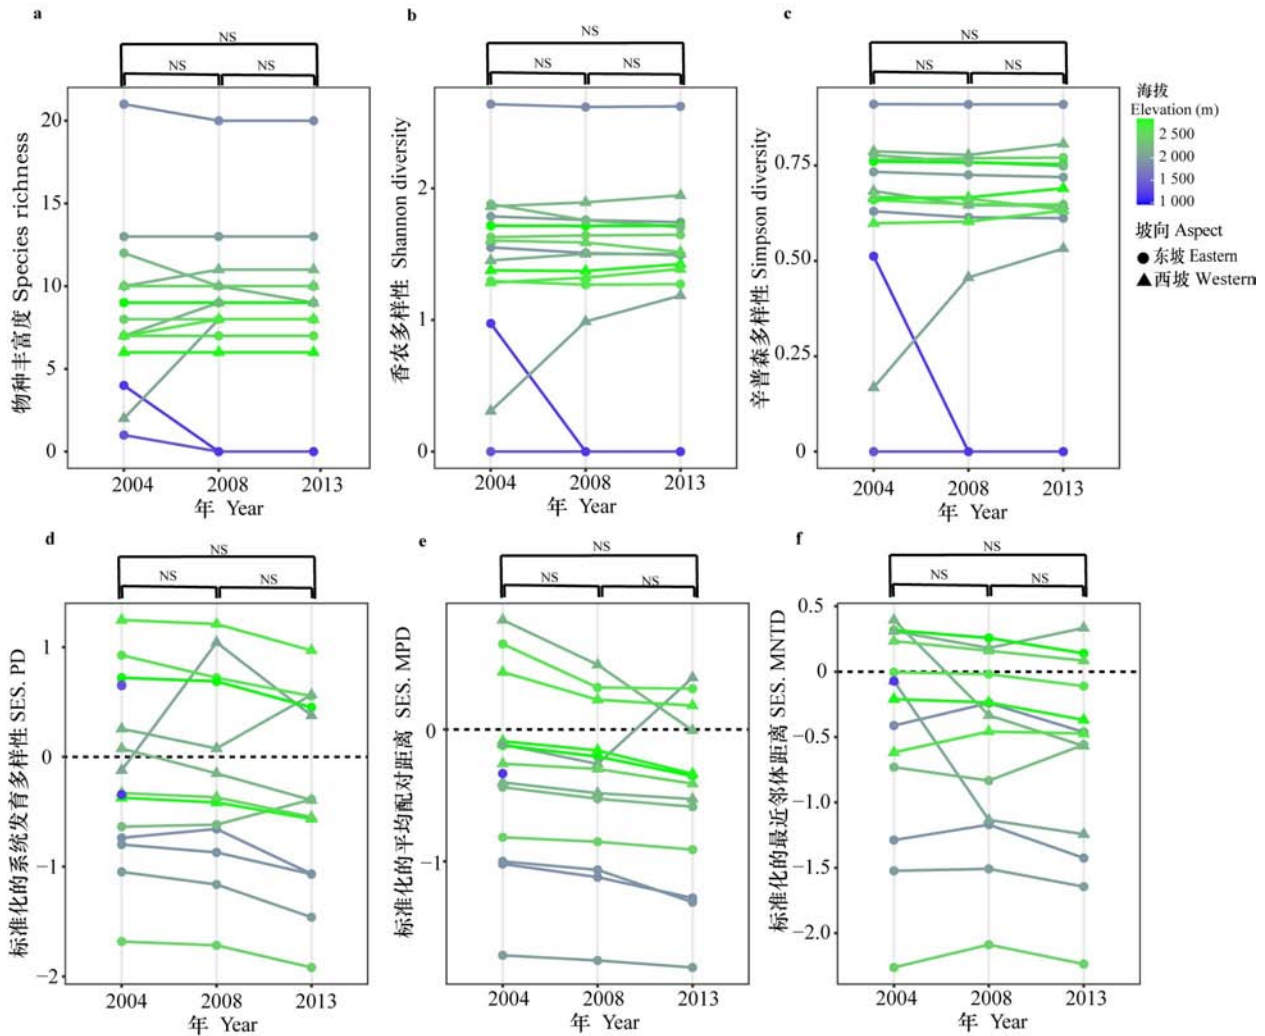 a
b
c
NS
NS
NS
NS
NS
NS
NS
NS
NS
物种丰富度 Species richness
20
15
10
5
0
2004
2008
2013
年 Year
香农多样性 Shannon diversity
2
1
0
2004
2008
2013
年 Year
辛普森多样性 Simpson diversity
0.75
0.50
0.25
0
2004
2008
2013
年 Year
海拔
Elevation (m)
2 500
2 000
1 500
1 000
坡向 Aspect
东坡 Eastern
西坡 Western
d
e
f
NS
NS
NS
NS
NS
NS
NS
NS
NS
标准化的系统发育多样性 SES. PD
1
0
−1
−2
2004
2008
2013
年 Year
标准化的平均配对距离 SES. MPD
0
−1
2004
2008
2013
年 Year
标准化的最近邻体距离 SES. MNTD
0.5
0
−0.5
−1.0
−1.5
−2.0
2004
2008
2013
年 Year